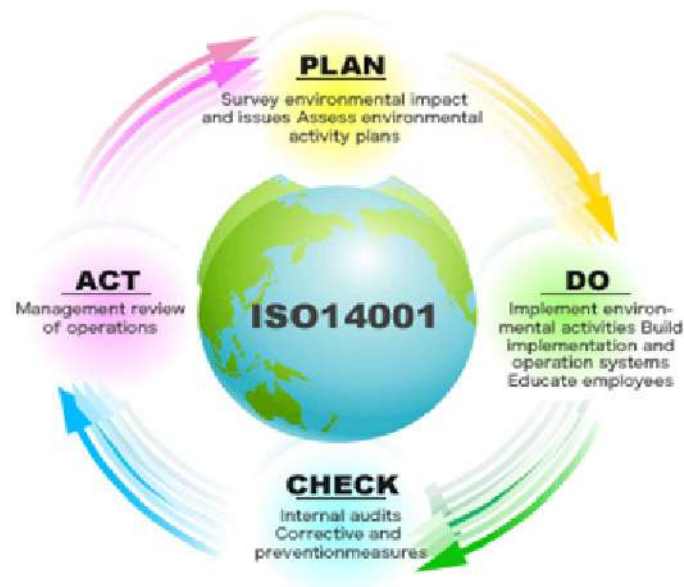 PLAN
Survey environmental impact
and issues Assess environmental
activity plans
ACT
Management review
of operations
ISO14001
DO
Implement environ-
mental activities Build
implementation and
operation systems
Educate employees
CHECK
Internal audits
Corrective and
preventionmeasures